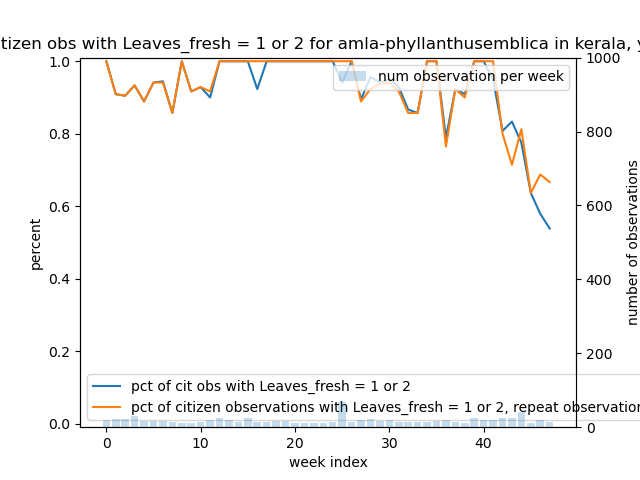 tizen obs with Leaves_fresh = 1 or 2 for amla-phyllanthusemblica in kerala, y
num observation per week
1.0
0.8
0.6
0.4
0.2
0.0
percent
1000
800
600
400
200
0
number of observations
pct of cit obs with Leaves_fresh = 1 or 2
pct of citizen observations with Leaves_fresh = 1 or 2, repeat observation
0 10 20 30 40
week index